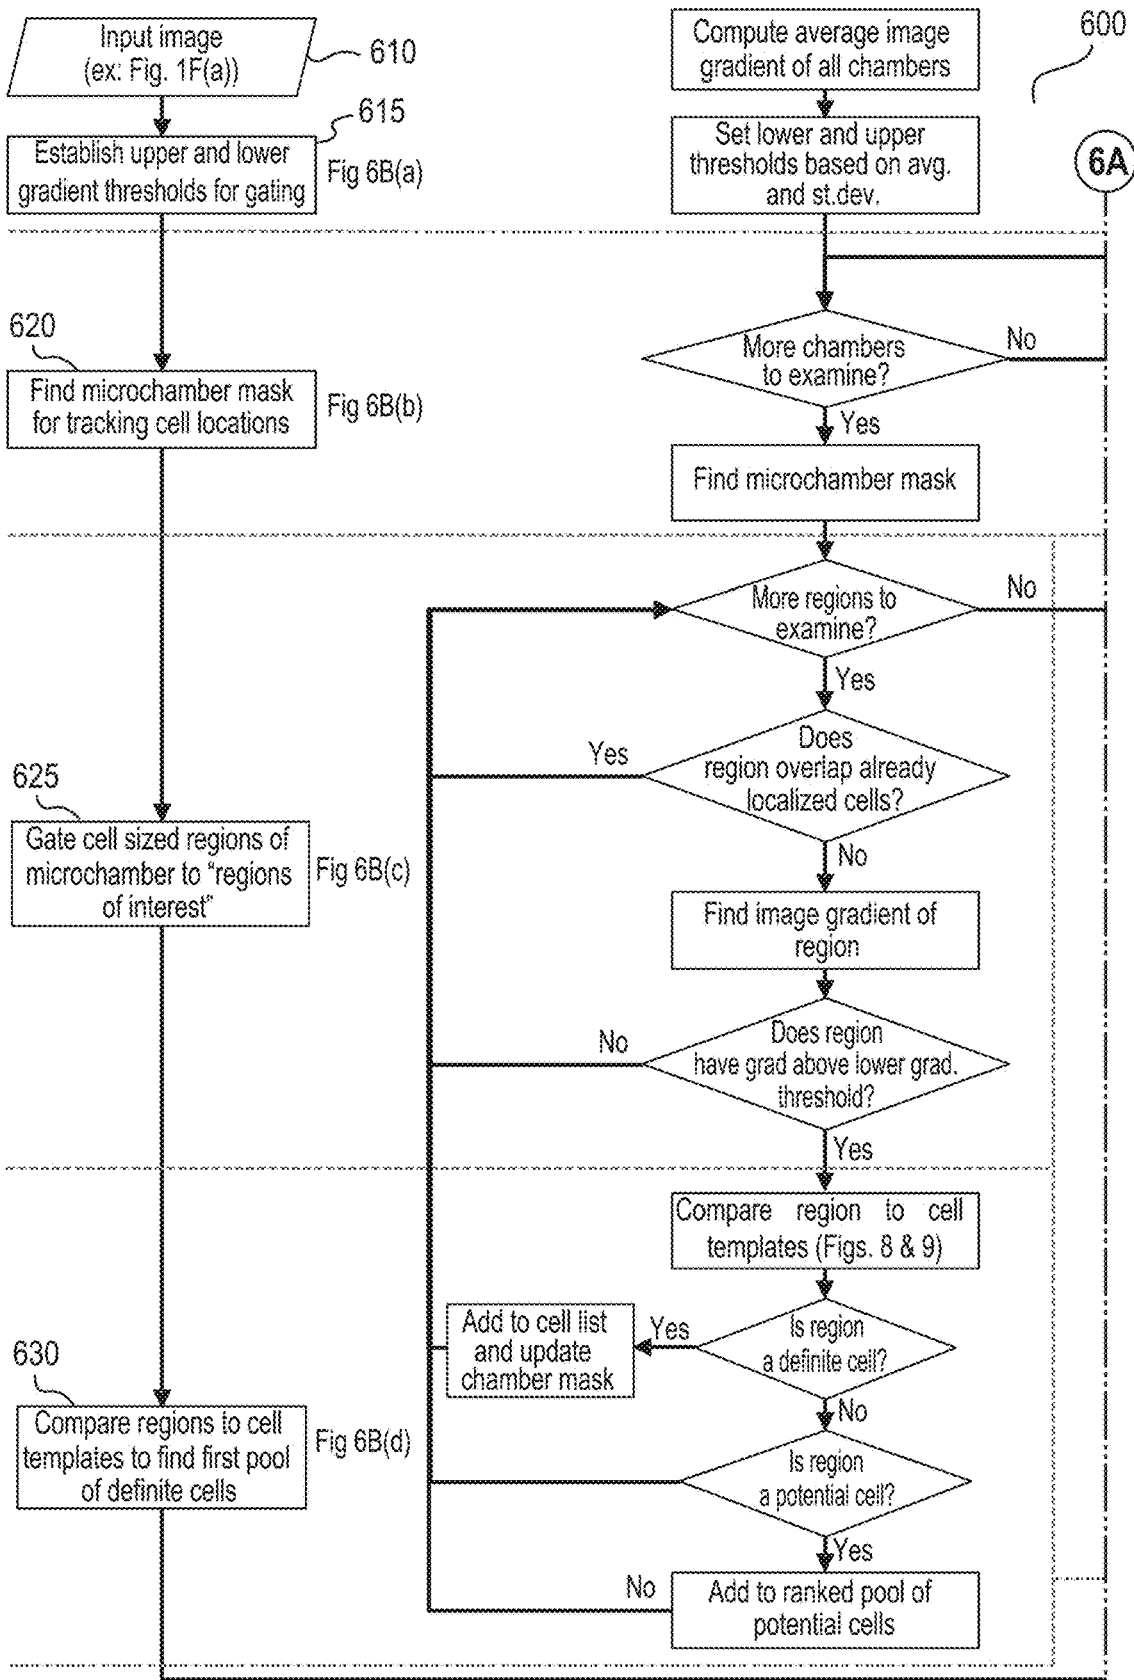 Input image
(ex: Fig. 1F(a))
610
615
Establish upper and lower
gradient thresholds for gating
Fig 6B(a)
620
Find microchamber mask
for tracking cell locations
Fig 6B(b)
625
Gate cell sized regions of
microchamber to “regions
of interest”
Fig 6B(c)
630
Compare regions to cell
templates to find first pool
of definite cells
Fig 6B(d)
600
6A
Compute average image
gradient of all chambers
Set lower and upper
thresholds based on avg.
and st.dev.
More chambers
to examine?
No
Yes
Find microchamber mask
More regions to
examine?
No
Yes
Does
region overlap already
localized cells?
Yes
No
Find image gradient of
region
Does region
have grad above lower grad.
threshold?
No
Yes
Compare region to cell
templates (Figs. 8 & 9)
Is region
a definite cell?
Yes
Add to cell list
and update
chamber mask
No
Is region
a potential cell?
Yes
No
Add to ranked pool of
potential cells